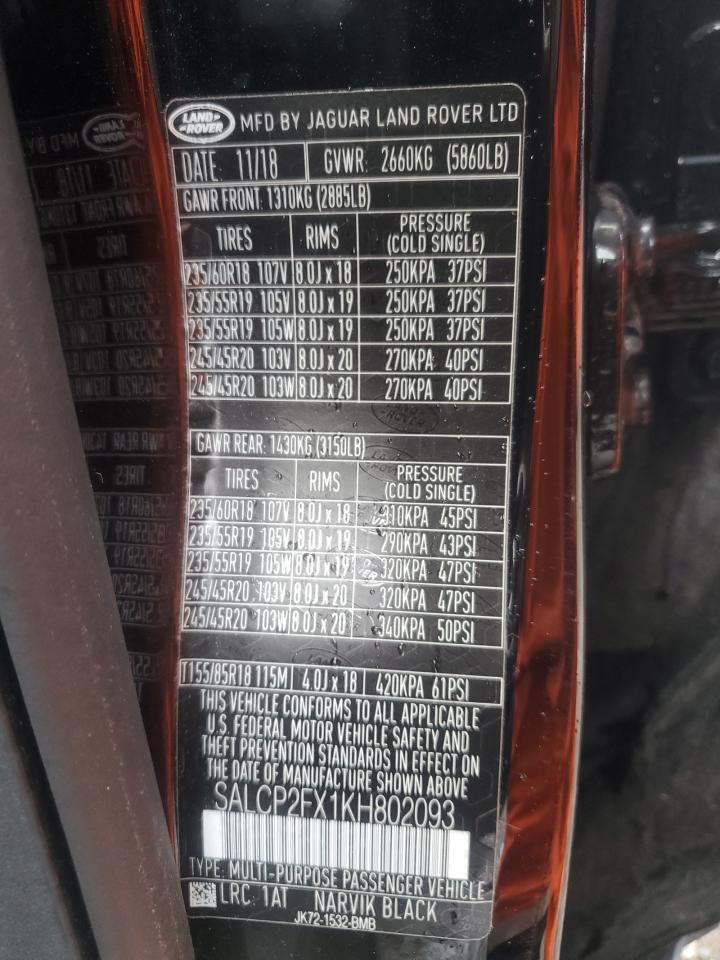 LAND ROVER MFD BY JAGUAR LAND ROVER LTD
DATE: 11/18 GVWR: 2660KG (5860LB)
GAWR FRONT: 1310KG (2885LB)
TIRES RIMS PRESSURE (COLD SINGLE)
235/60R18 107V 8.0J x 18 250KPA 37PSI
235/55R19 105V 8.0J x 19 250KPA 37PSI
235/55R19 105W 8.0J x 19 250KPA 37PSI
245/45R20 103V 8.0J x 20 270KPA 40PSI
245/45R20 103W 8.0J x 20 270KPA 40PSI
GAWR REAR: 1430KG (3150LB)
TIRES RIMS PRESSURE (COLD SINGLE)
235/60R18 107V 8.0J x 18 310KPA 45PSI
235/55R19 105V 8.0J x 19 290KPA 43PSI
235/55R19 105W 8.0J x 19 320KPA 47PSI
245/45R20 103V 8.0J x 20 320KPA 47PSI
245/45R20 103W 8.0J x 20 340KPA 50PSI
T155/85R18 115M 4.0J x 18 420KPA 61PSI
THIS VEHICLE CONFORMS TO ALL APPLICABLE
U.S. FEDERAL MOTOR VEHICLE SAFETY AND
THEFT PREVENTION STANDARDS IN EFFECT ON
THE DATE OF MANUFACTURE SHOWN ABOVE
SALCP2FX1KH802093
TYPE: MULTI-PURPOSE PASSENGER VEHICLE
LRC: 1AT NARVIK BLACK
JK72-1532-BMB